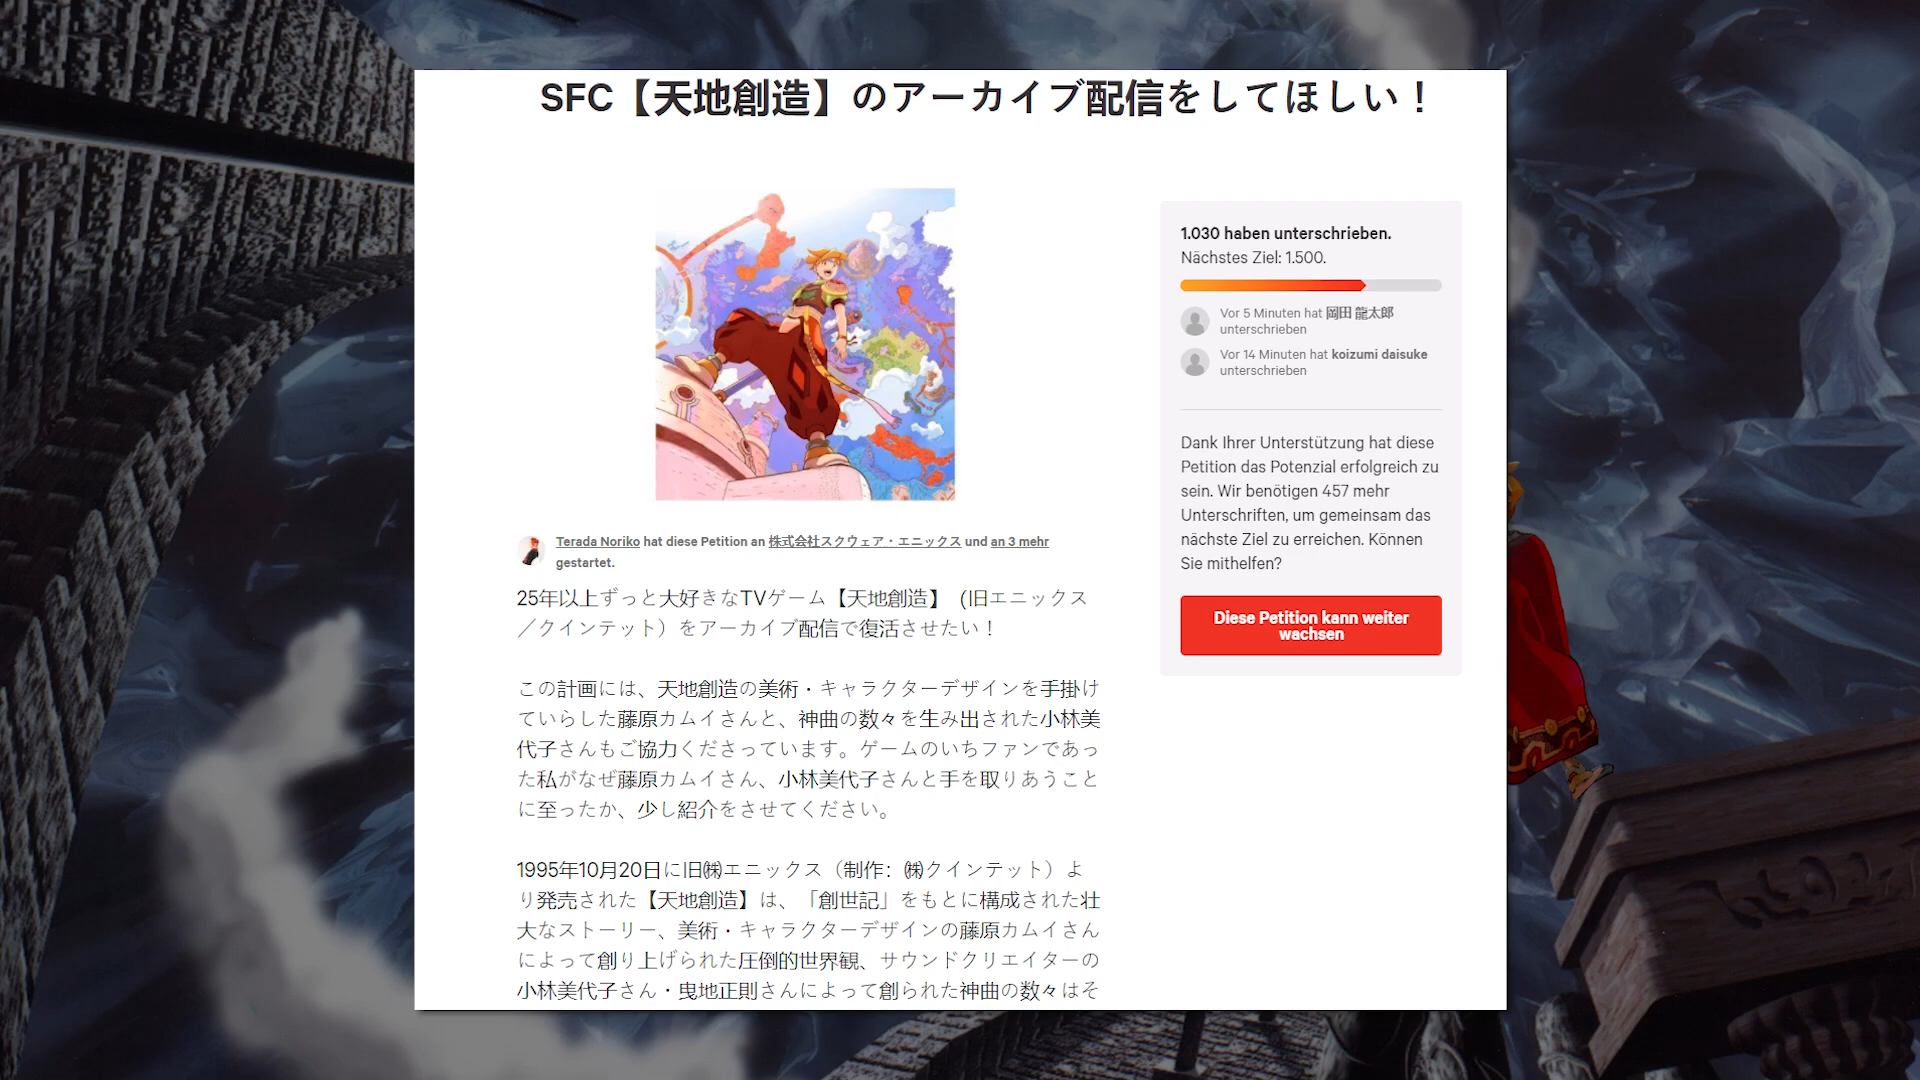 SFC【天地創造】のアーカイブ配信をしてほしい！
1.030 haben unterschrieben.
Nächstes Ziel: 1.500.
Vor 5 Minuten hat 岡田 龍太郎
unterschrieben
Vor 14 Minuten hat koizumi daisuke
unterschrieben
Dank Ihrer Unterstützung hat diese
Petition das Potenzial erfolgreich zu
sein. Wir benötigen 457 mehr
Unterschriften, um gemeinsam das
nächste Ziel zu erreichen. Können
Sie mithelfen?
Diese Petition kann weiter
wachsen
Terada Noriko hat diese Petition an 株式会社スクウェア・エニックス und an 3 mehr
gestartet.
25年以上ずっと大好きなTVゲーム【天地創造】（旧エニックス
／クインテット）をアーカイブ配信で復活させたい！
この計画には、天地創造の美術・キャラクターデザインを手掛け
ていらした藤原カムイさんと、神曲の数々を生み出された小林美
代子さんもご協力くださっています。ゲームのいちファンであっ
た私がなぜ藤原カムイさん、小林美代子さんと手を取りあうこと
に至ったか、少し紹介をさせてください。
1995年10月20日に旧㈱エニックス（制作：㈱クインテット）よ
り発売された【天地創造】は、「創世記」をもとに構成された壮
大なストーリー、美術・キャラクターデザインの藤原カムイさん
によって創り上げられた圧倒的世界観、サウンドクリエイターの
小林美代子さん・曳地正則さんによって創られた神曲の数々はそ